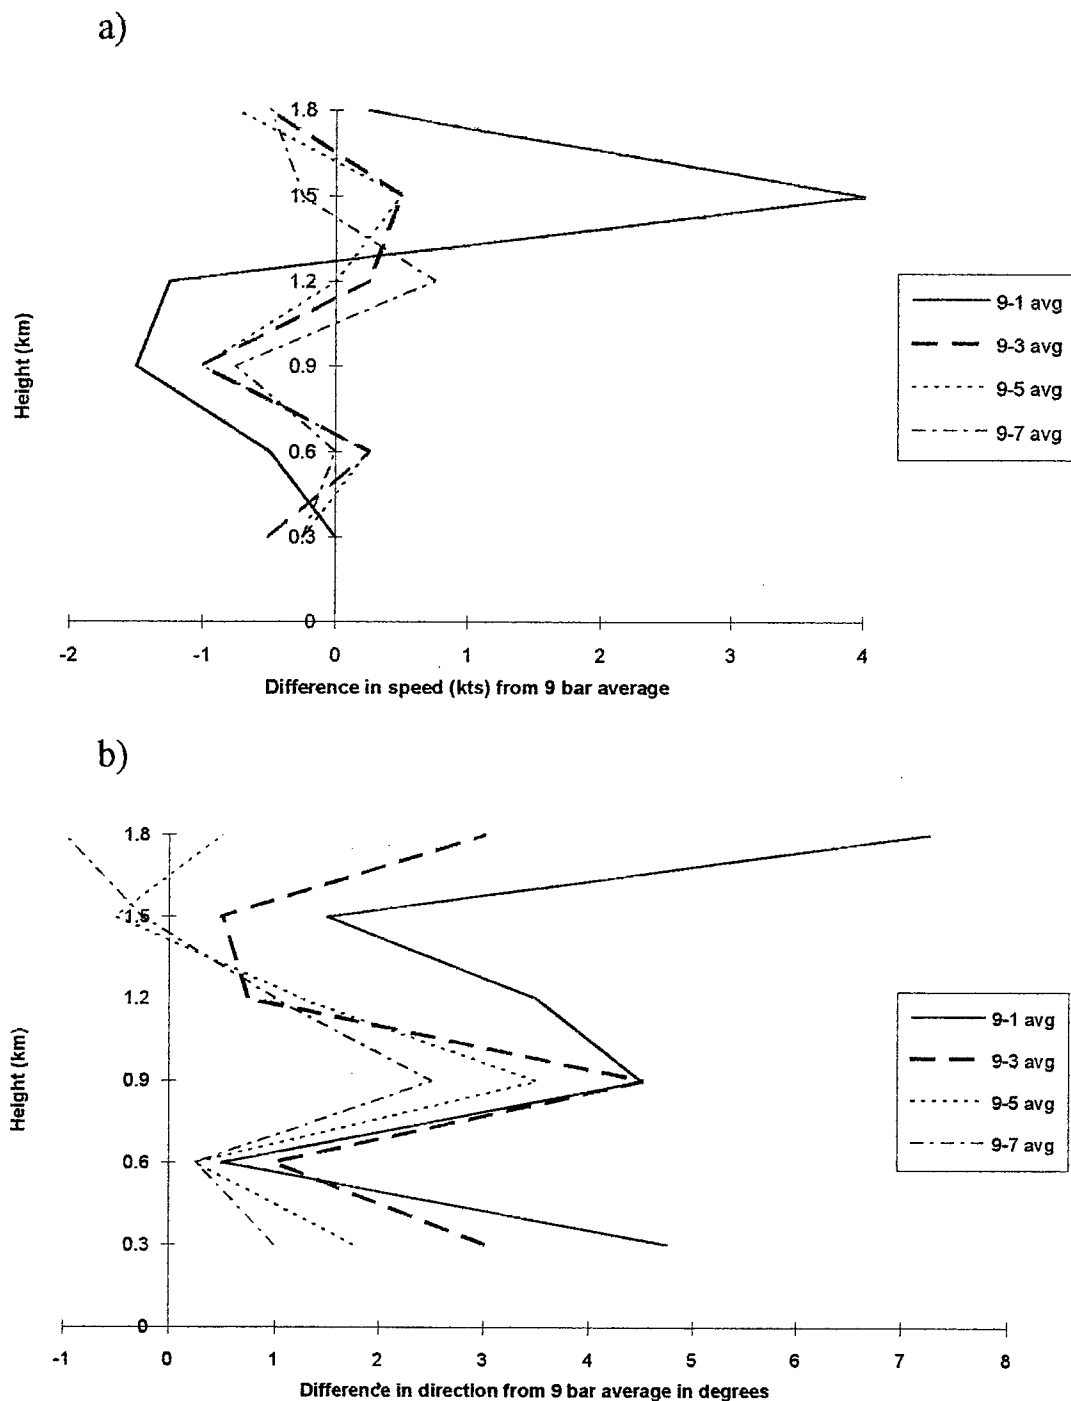 a)
1.8
1.5
1.2
0.9
0.6
0.3
0
Height (km)
-2 -1 0 1 2 3 4
Difference in speed (kts) from 9 bar average
9-1 avg
9-3 avg
9-5 avg
9-7 avg
b)
1.8
1.5
1.2
0.9
0.6
0.3
0
Height (km)
-1 0 1 2 3 4 5 6 7 8
Difference in direction from 9 bar average in degrees
9-1 avg
9-3 avg
9-5 avg
9-7 avg